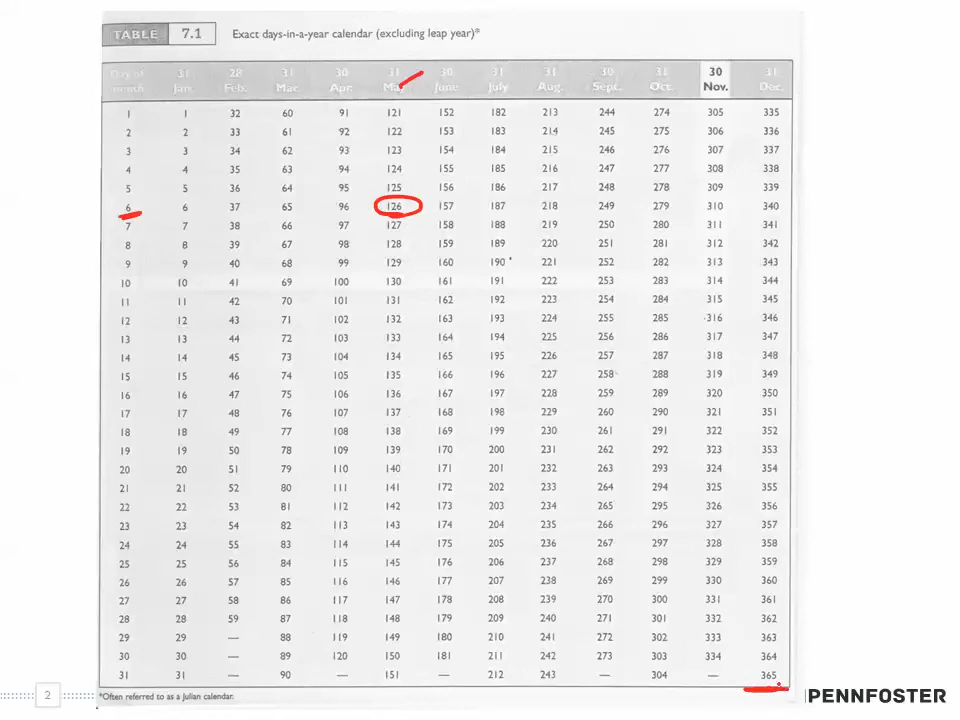 TABLE 7.1 Exact days-in-a-year calendar (excluding leap year)*
Day of month 31 Jan. 28 Feb. 31 Mar. 30 Apr. 31 May 30 June 31 July 31 Aug. 30 Sept. 31 Oct. 30 Nov. 31 Dec.
1 1 32 60 91 121 152 182 213 244 274 305 335
2 2 33 61 92 122 153 183 214 245 275 306 336
3 3 34 62 93 123 154 184 215 246 276 307 337
4 4 35 63 94 124 155 185 216 247 277 308 338
5 5 36 64 95 125 156 186 217 248 278 309 339
6 6 37 65 96 126 157 187 218 249 279 310 340
7 7 38 66 97 127 158 188 219 250 280 311 341
8 8 39 67 98 128 159 189 220 251 281 312 342
9 9 40 68 99 129 160 190 221 252 282 313 343
10 10 41 69 100 130 161 191 222 253 283 314 344
11 11 42 70 101 131 162 192 223 254 284 315 345
12 12 43 71 102 132 163 193 224 255 285 316 346
13 13 44 72 103 133 164 194 225 256 286 317 347
14 14 45 73 104 134 165 195 226 257 287 318 348
15 15 46 74 105 135 166 196 227 258 288 319 349
16 16 47 75 106 136 167 197 228 259 289 320 350
17 17 48 76 107 137 168 198 229 260 290 321 351
18 18 49 77 108 138 169 199 230 261 291 322 352
19 19 50 78 109 139 170 200 231 262 292 323 353
20 20 51 79 110 140 171 201 232 263 293 324 354
21 21 52 80 111 141 172 202 233 264 294 325 355
22 22 53 81 112 142 173 203 234 265 295 326 356
23 23 54 82 113 143 174 204 235 266 296 327 357
24 24 55 83 114 144 175 205 236 267 297 328 358
25 25 56 84 115 145 176 206 237 268 298 329 359
26 26 57 85 116 146 177 207 238 269 299 330 360
27 27 58 86 117 147 178 208 239 270 300 331 361
28 28 59 87 118 148 179 209 240 271 301 332 362
29 29 — 88 119 149 180 210 241 272 302 333 363
30 30 — 89 120 150 181 211 242 273 303 334 364
31 31 — 90 — 151 — 212 243 — 304 — 365
*Often referred to as a Julian calendar.
2
PENNFOSTER